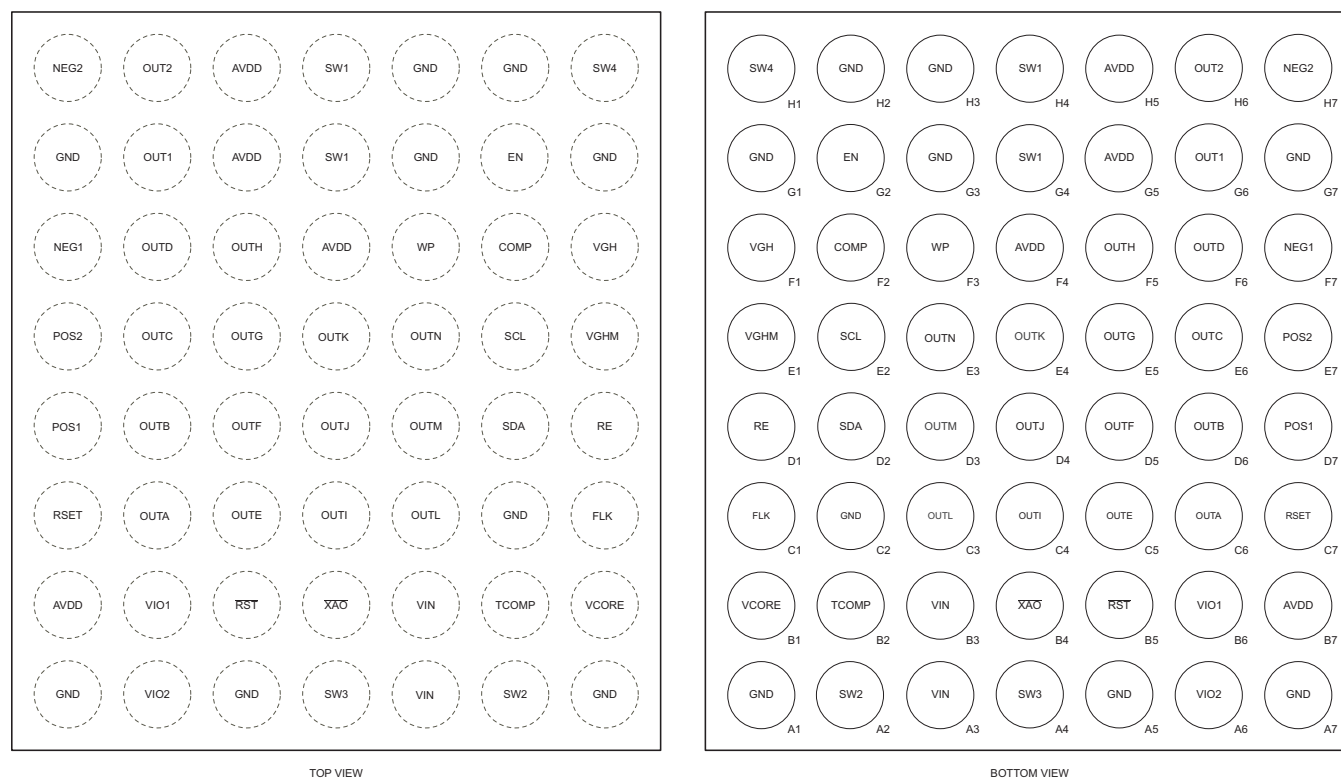 NEG2 OUT2 AVDD SW1 GND GND SW4
GND OUT1 AVDD SW1 GND EN GND
NEG1 OUTD OUTH AVDD WP COMP VGH
POS2 OUTC OUTG OUTK OUTN SCL VGHM
POS1 OUTB OUTF OUTJ OUTM SDA RE
RSET OUTA OUTE OUTI OUTL GND FLK
AVDD VIO1 RST XAO VIN TCOMP VCORE
GND VIO2 GND SW3 VIN SW2 GND
TOP VIEW
SW4 GND GND SW1 AVDD OUT2 NEG2
H1 H2 H3 H4 H5 H6 H7
GND EN GND SW1 AVDD OUT1 GND
G1 G2 G3 G4 G5 G6 G7
VGH COMP WP AVDD OUTH OUTD NEG1
F1 F2 F3 F4 F5 F6 F7
VGHM SCL OUTN OUTK OUTG OUTC POS2
E1 E2 E3 E4 E5 E6 E7
RE SDA OUTM OUTJ OUTF OUTB POS1
D1 D2 D3 D4 D5 D6 D7
FLK GND OUTL OUTI OUTE OUTA RSET
C1 C2 C3 C4 C5 C6 C7
VCORE TCOMP VIN XAO RST VIO1 AVDD
B1 B2 B3 B4 B5 B6 B7
GND SW2 VIN SW3 GND VIO2 GND
A1 A2 A3 A4 A5 A6 A7
BOTTOM VIEW